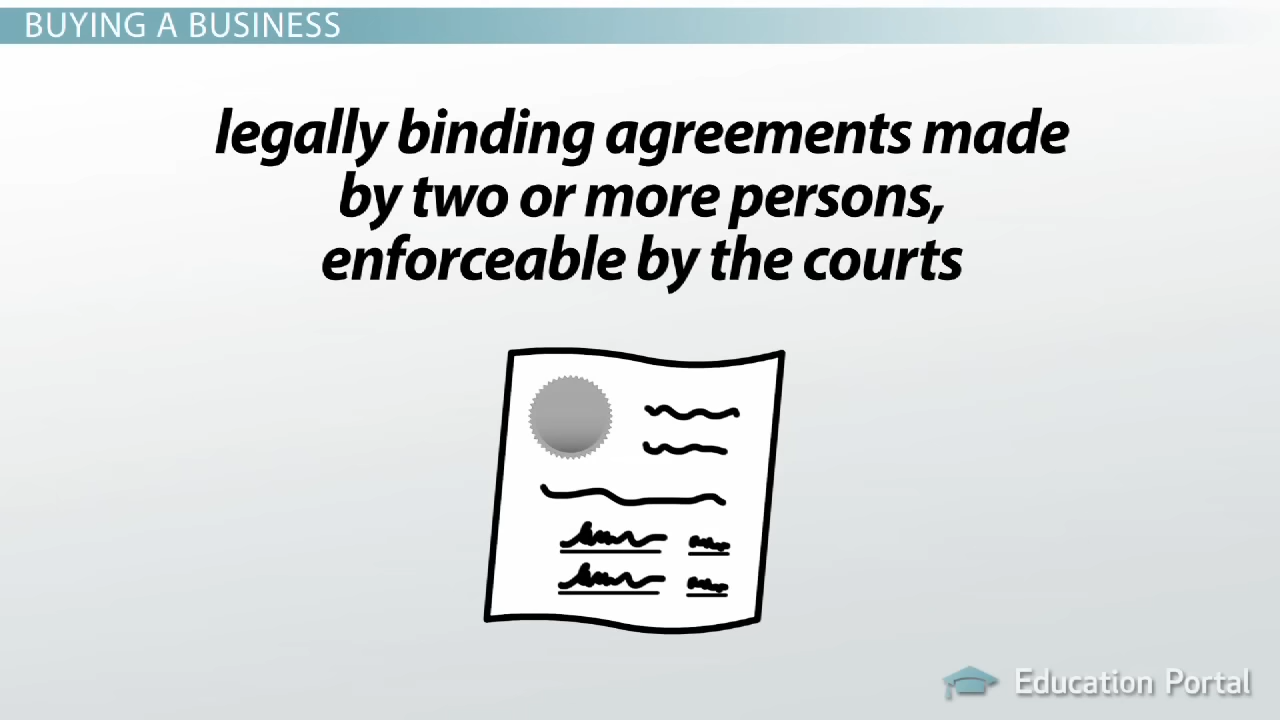 BUYING A BUSINESS
legally binding agreements made
by two or more persons,
enforceable by the courts
Education Portal